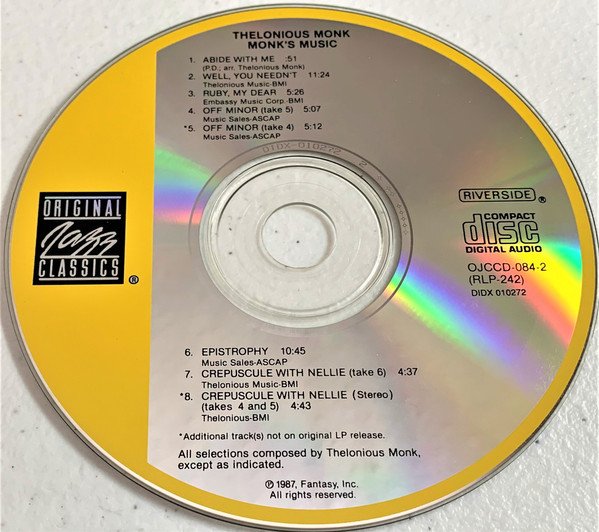 THELONIOUS MONK
MONK'S MUSIC
1. ABIDE WITH ME :51
(P.D.; arr. Thelonious Monk)
2. WELL, YOU NEEDN'T 11:24
Thelonious Music-BMI
3. RUBY, MY DEAR 5:26
Embassy Music Corp.-BMI
4. OFF MINOR (take 5) 5:07
Music Sales-ASCAP
*5. OFF MINOR (take 4) 5:12
Music Sales-ASCAP
DIDX-010272 2
ORIGINAL
Jazz
CLASSICS
®
RIVERSIDE ®
COMPACT
disc
DIGITAL AUDIO
OJCCD-084-2
(RLP-242)
DIDX 010272
6. EPISTROPHY 10:45
Music Sales-ASCAP
7. CREPUSCULE WITH NELLIE (take 6) 4:37
Thelonious Music-BMI
*8. CREPUSCULE WITH NELLIE (Stereo)
(takes 4 and 5) 4:43
Thelonious-BMI
*Additional track(s) not on original LP release.
All selections composed by Thelonious Monk,
except as indicated.
℗ 1987, Fantasy, Inc.
All rights reserved.